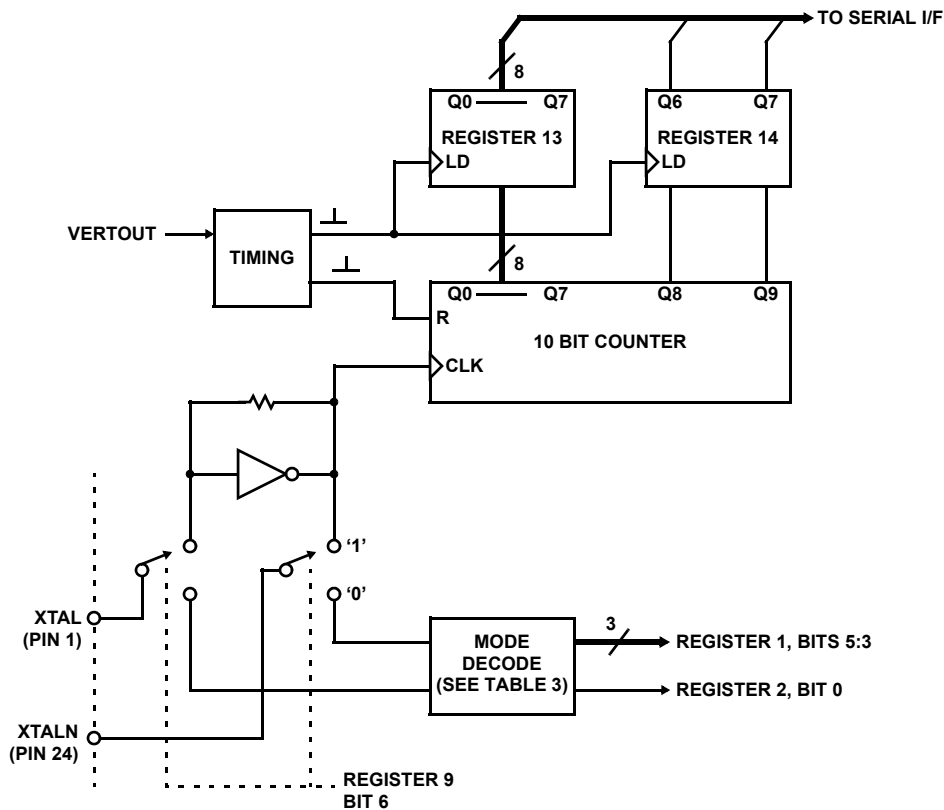 TO SERIAL I/F
8
Q0 Q7
REGISTER 13
LD
Q6 Q7
REGISTER 14
LD
VERTOUT
TIMING
8
Q0 Q7 Q8 Q9
R
10 BIT COUNTER
CLK
'1'
'0'
XTAL
(PIN 1)
MODE
DECODE
(SEE TABLE 3)
3
REGISTER 1, BITS 5:3
REGISTER 2, BIT 0
XTALN
(PIN 24)
REGISTER 9
BIT 6